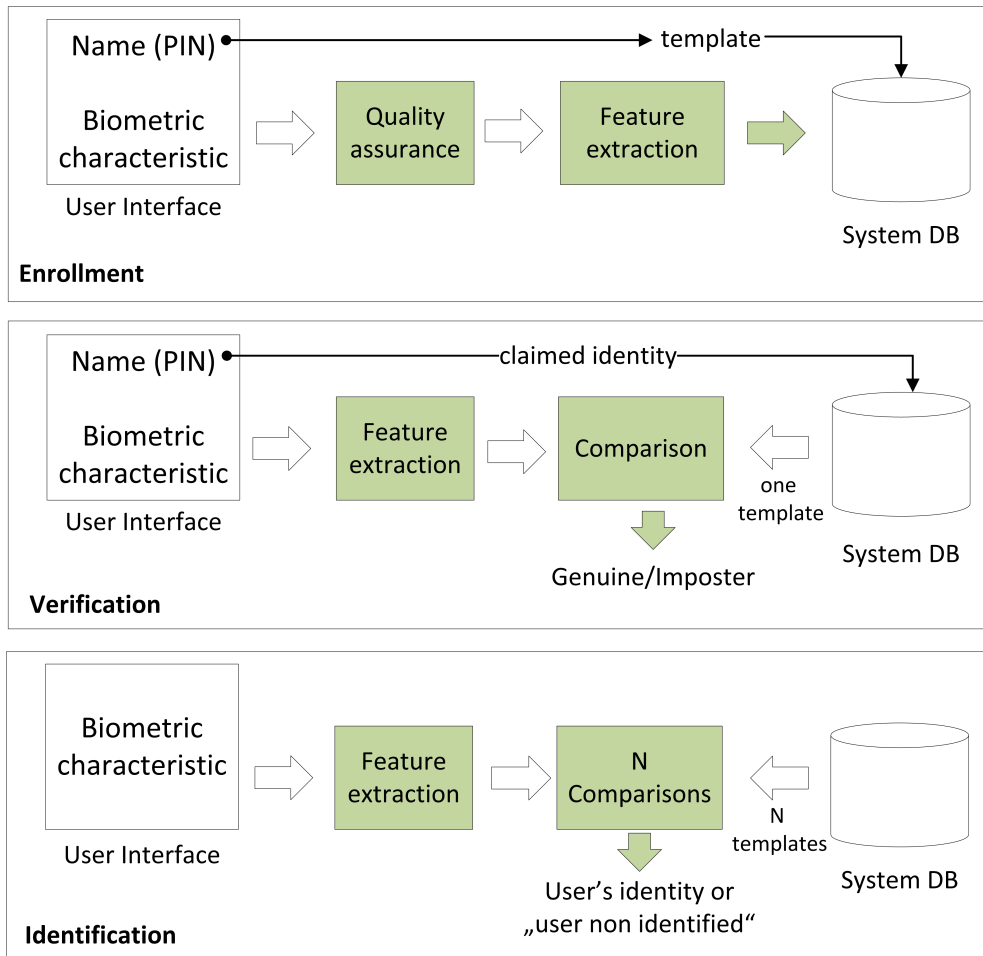 Name (PIN)
template
Biometric
characteristic
Quality
assurance
Feature
extraction
User Interface
System DB
Enrollment
Name (PIN)
claimed identity
Biometric
characteristic
Feature
extraction
Comparison
one
template
User Interface
System DB
Genuine/Imposter
Verification
Biometric
characteristic
Feature
extraction
N
Comparisons
N
templates
User Interface
System DB
User's identity or
„user non identified“
Identification